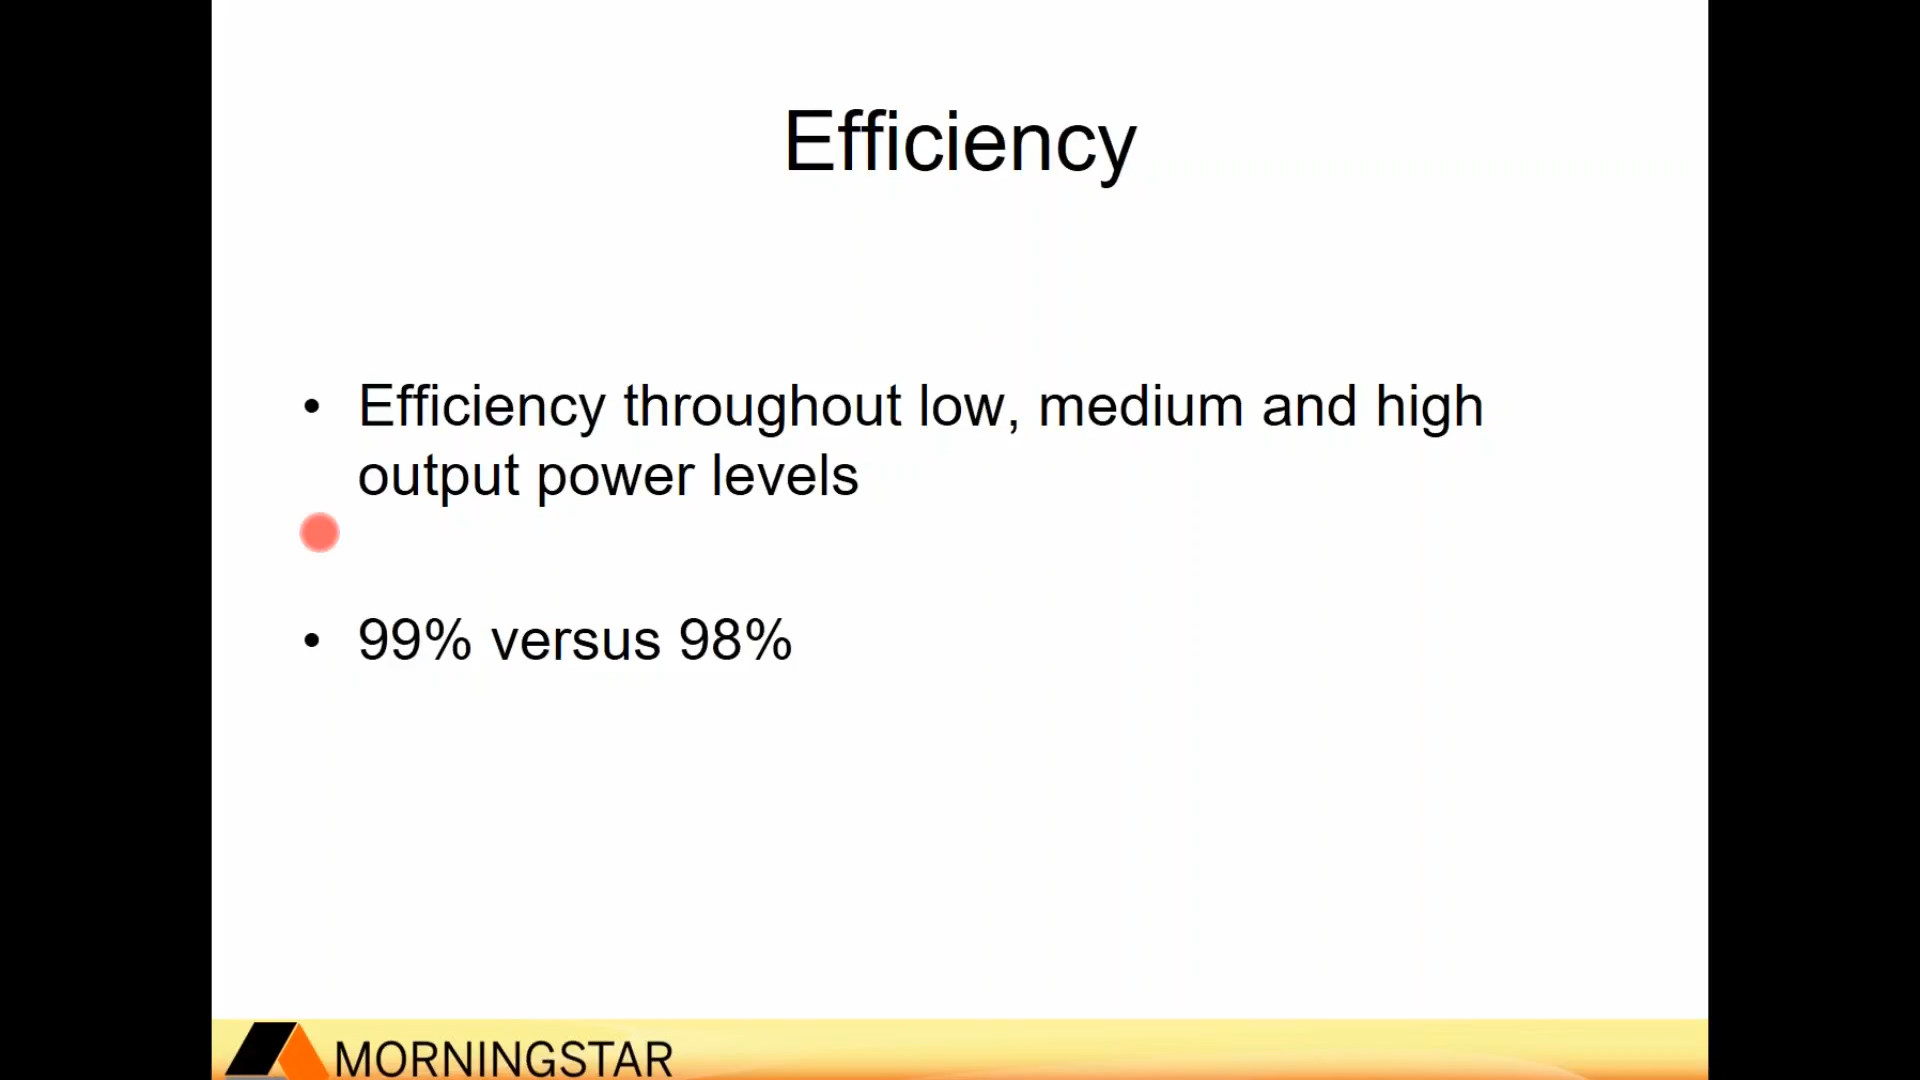 Efficiency
• Efficiency throughout low, medium and high
output power levels
• 99% versus 98%
MORNINGSTAR